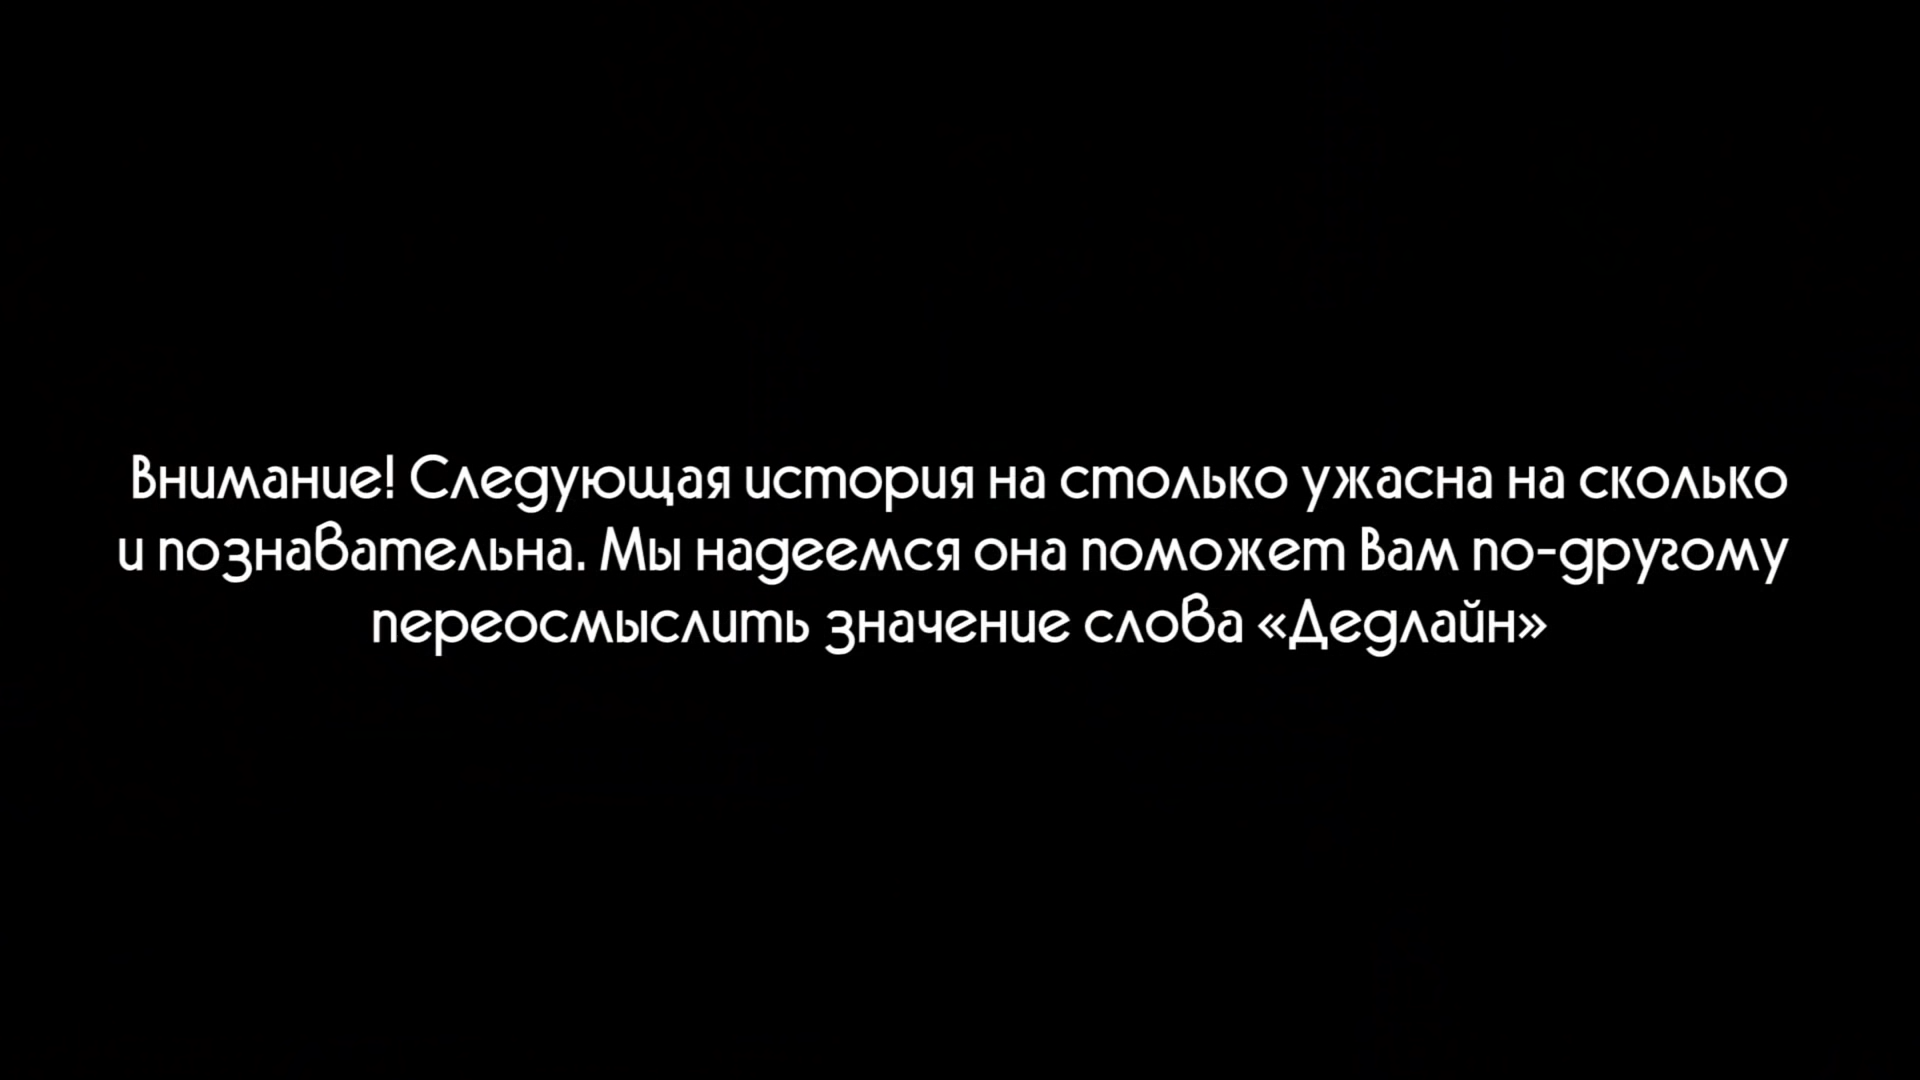 Внимание! Следующая история на столько ужасна на сколько
и познавательна. Мы надеемся она поможет Вам по-другому
переосмыслить значение слова «Дедлайн»